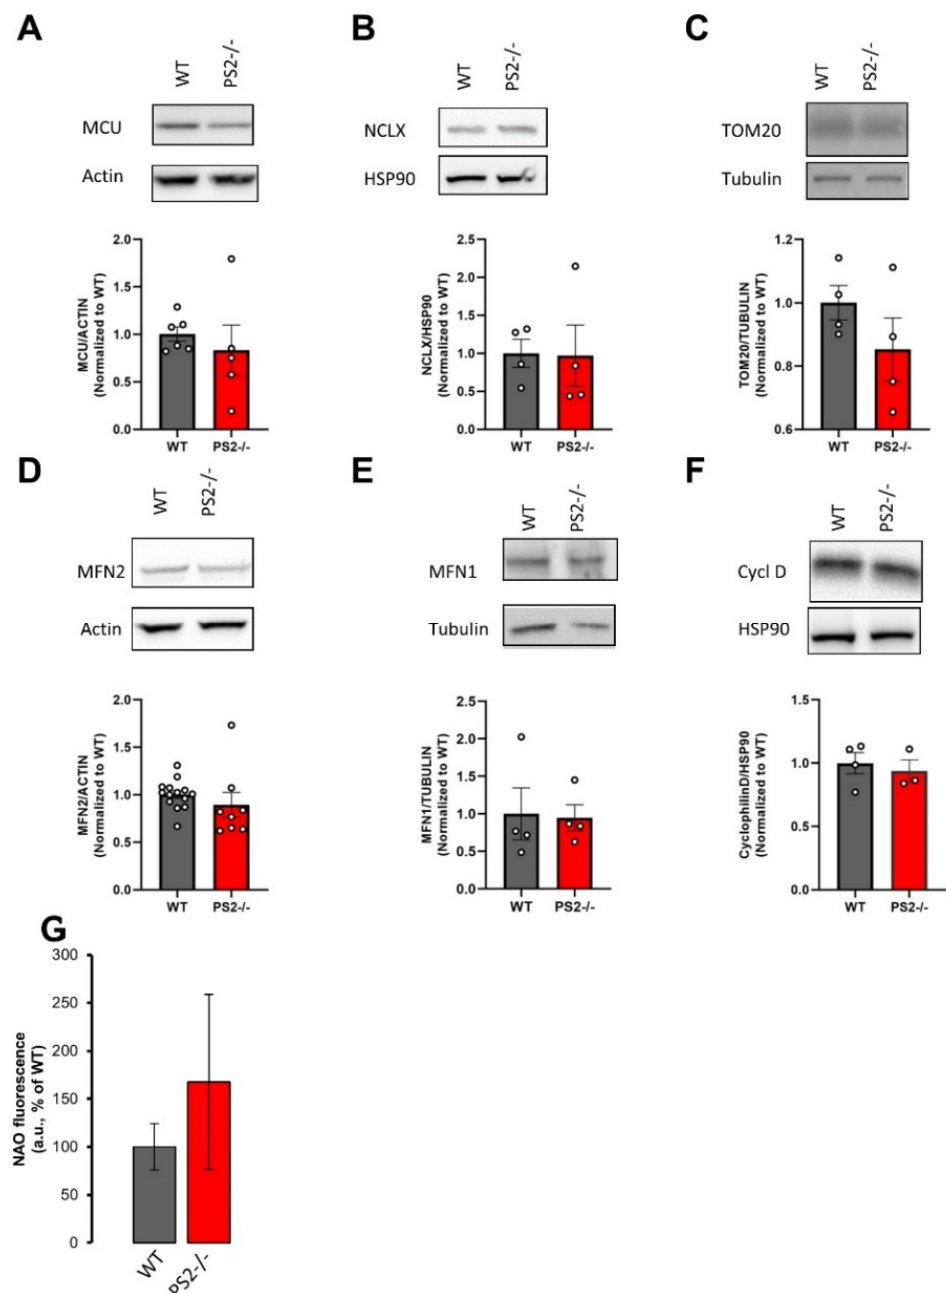 A
WT
PS2-/-
MCU
Actin
MCU/ACTIN
(Normalized to WT)
2.0
1.5
1.0
0.5
0.0
WT PS2-/-
B
WT
PS2-/-
NCLX
HSP90
NCLX/HSP90
(Normalized to WT)
2.5
2.0
1.5
1.0
0.5
0.0
WT PS2-/-
C
WT
PS2-/-
TOM20
Tubulin
TOM20/TUBULIN
(Normalized to WT)
1.2
1.0
0.8
0.6
WT PS2-/-
D
WT
PS2-/-
MFN2
Actin
MFN2/ACTIN
(Normalized to WT)
2.0
1.5
1.0
0.5
0.0
WT PS2-/-
E
WT
PS2-/-
MFN1
Tubulin
MFN1/TUBULIN
(Normalized to WT)
2.5
2.0
1.5
1.0
0.5
0.0
WT PS2-/-
F
WT
PS2-/-
Cycl D
HSP90
CyclophilinD/HSP90
(Normalized to WT)
1.5
1.0
0.5
0.0
WT PS2-/-
G
NAO fluorescence
(a.u., % of WT)
300
250
200
150
100
50
0
WT
PS2-/-